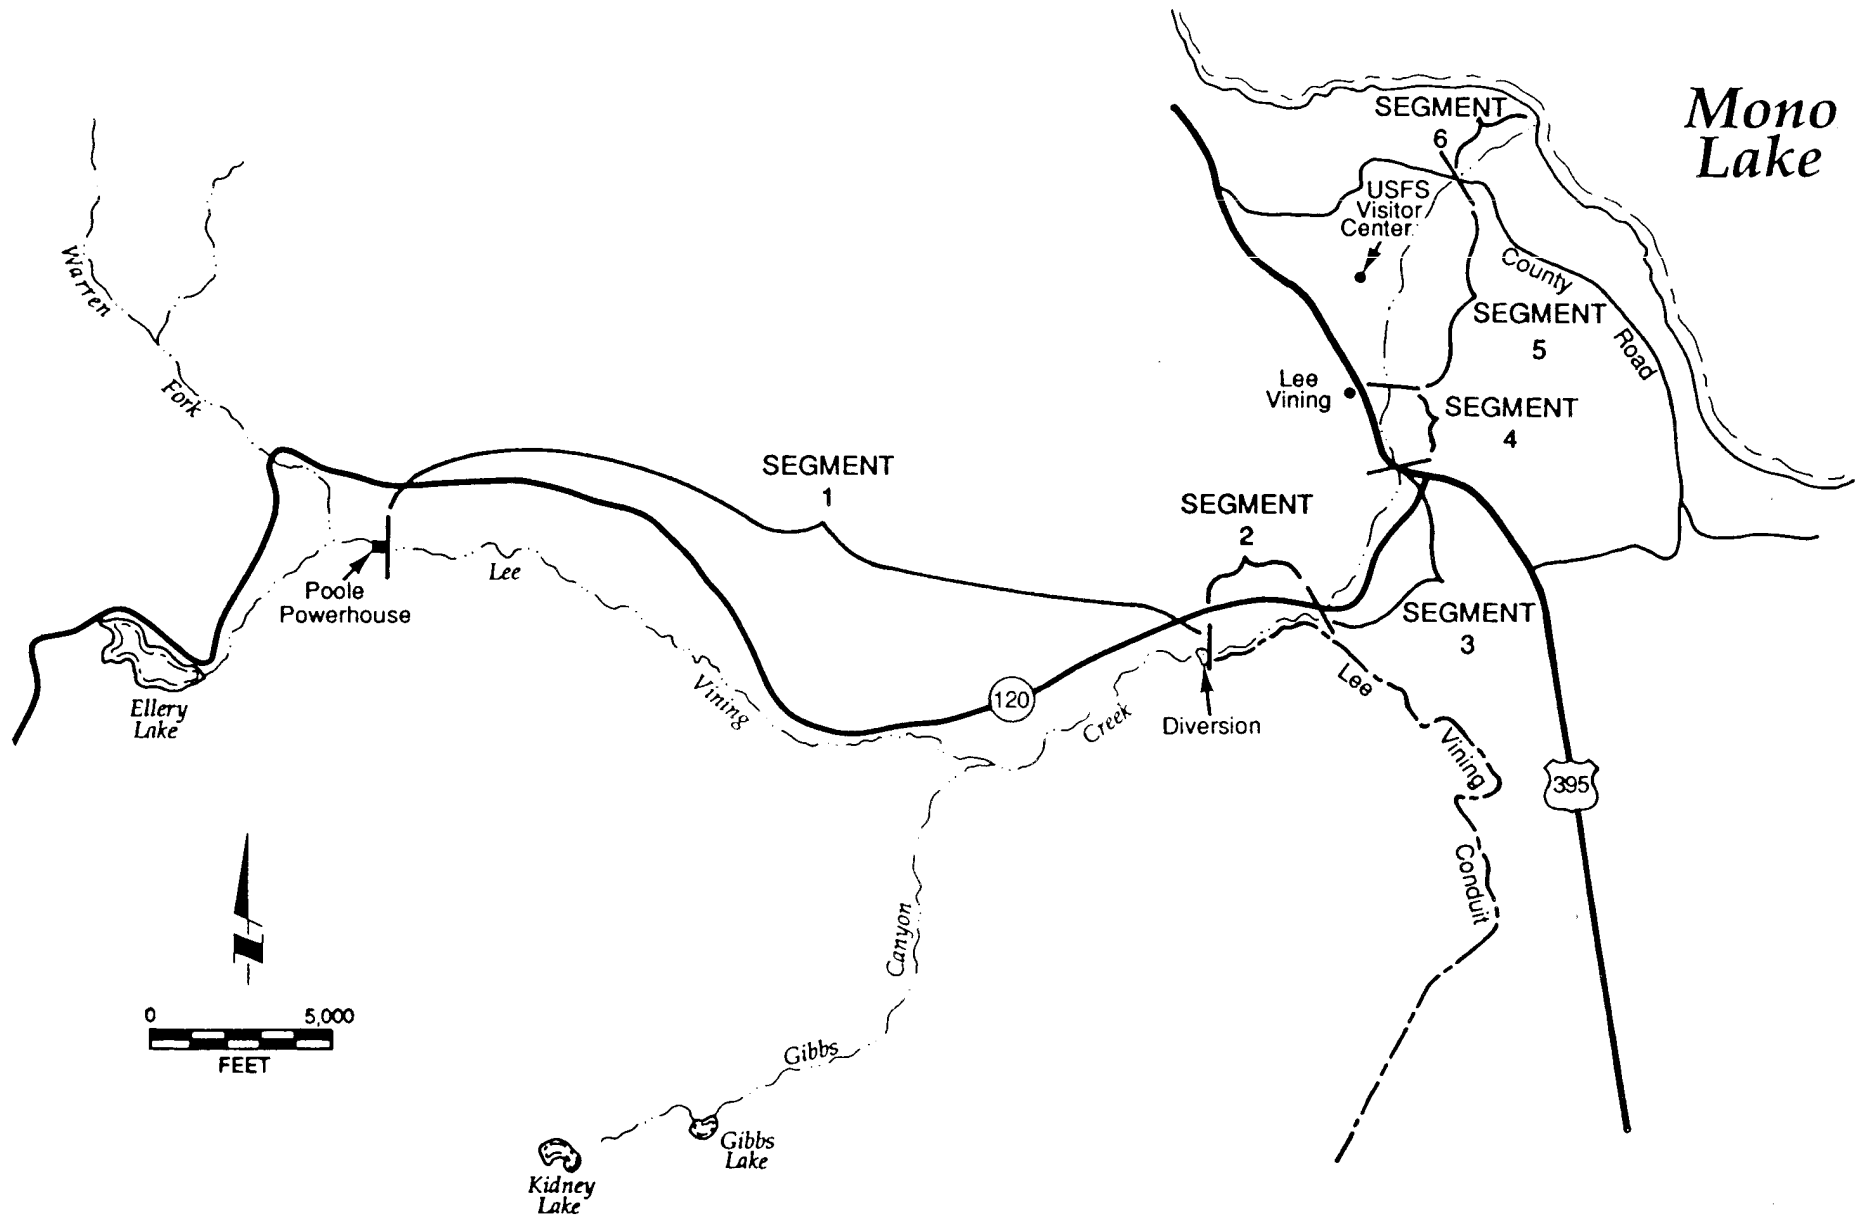 Mono
Lake
SEGMENT
6
USFS
Visitor
Center
County
Road
SEGMENT
5
Lee
Vining
SEGMENT
4
Warren
Fork
SEGMENT
1
SEGMENT
2
SEGMENT
3
Lee
Vining
Creek
Poole
Powerhouse
Ellery
Lake
120
Diversion
Lee
Vining
Conduit
395
Canyon
Gibbs
0 5,000
FEET
Gibbs
Lake
Kidney
Lake